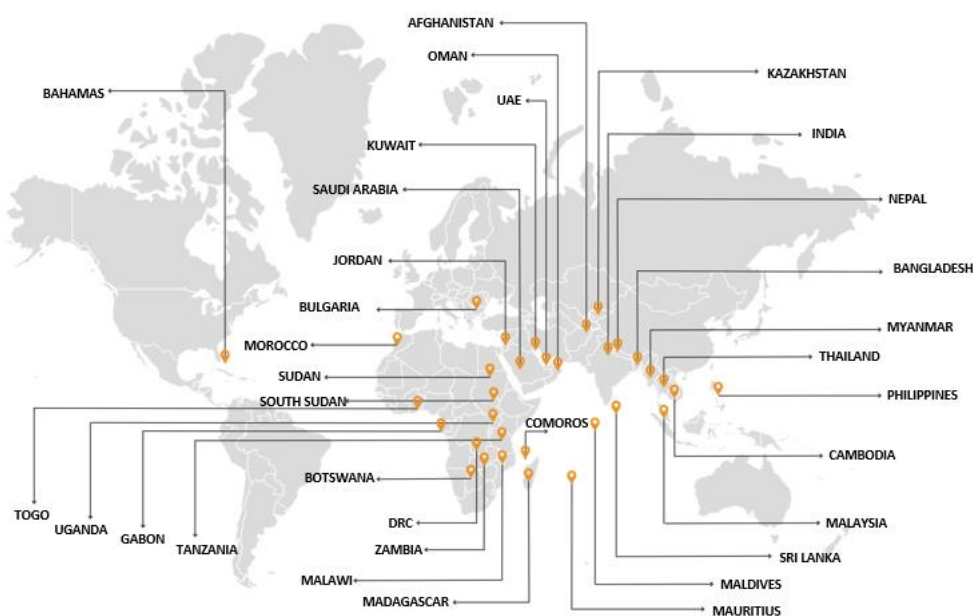 AFGHANISTAN
OMAN
KAZAKHSTAN
BAHAMAS
UAE
INDIA
KUWAIT
SAUDI ARABIA
NEPAL
JORDAN
BANGLADESH
BULGARIA
MYANMAR
MOROCCO
THAILAND
SUDAN
PHILIPPINES
SOUTH SUDAN
COMOROS
CAMBODIA
BOTSWANA
TOGO
UGANDA
GABON
TANZANIA
DRC
MALAYSIA
ZAMBIA
SRI LANKA
MALAWI
MALDIVES
MADAGASCAR
MAURITIUS